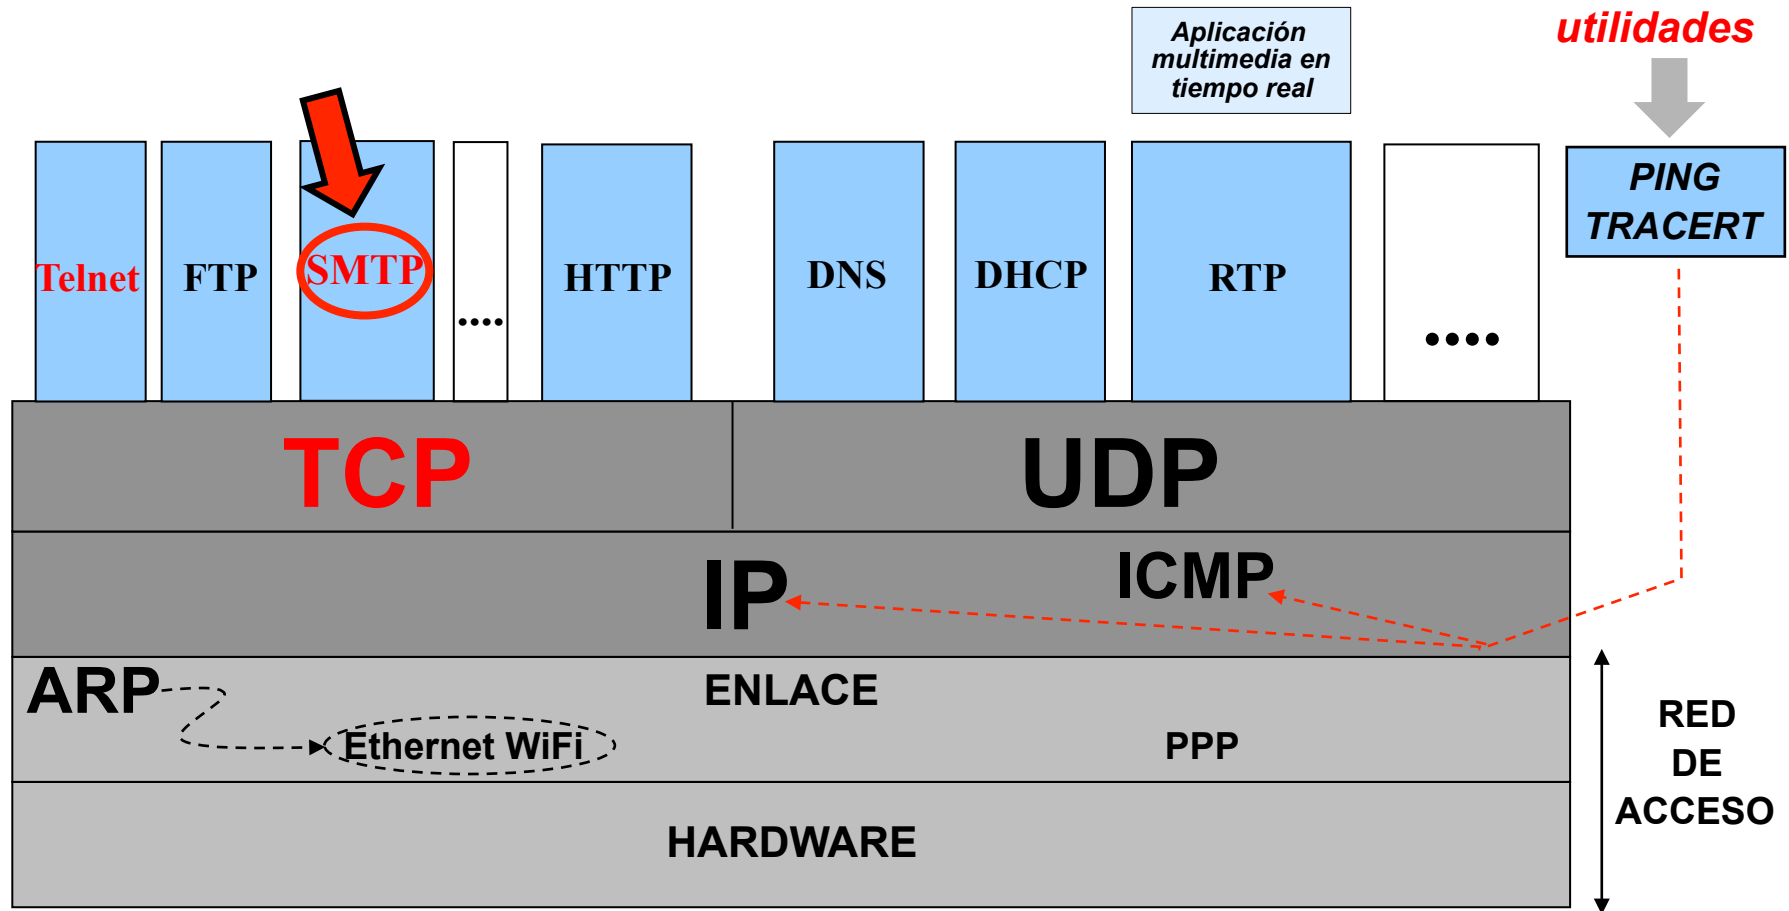 Aplicación
multimedia en
tiempo real
utilidades
Telnet
FTP
SMTP
....
HTTP
DNS
DHCP
RTP
....
PING
TRACERT
TCP
UDP
IP
ICMP
ARP
ENLACE
Ethernet WiFi
PPP
RED
DE
ACCESO
HARDWARE